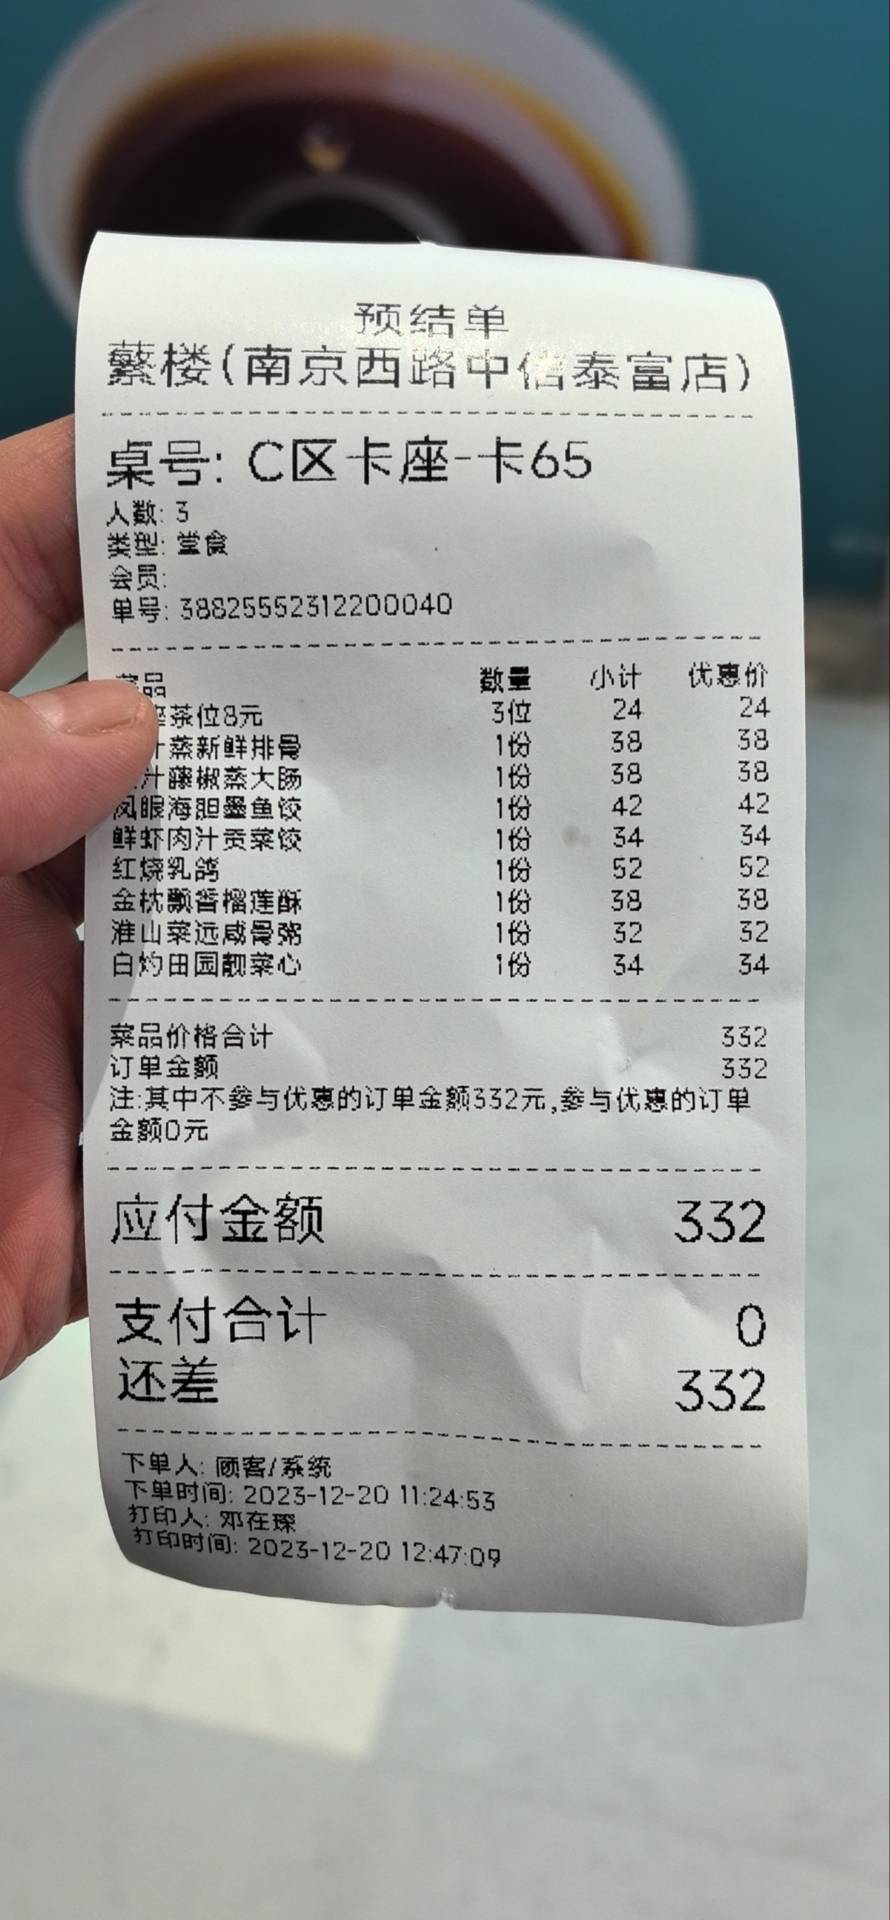 预结单
蘩楼(南京西路中信泰富店)
桌号: C区卡座-卡65
人数: 3
类型: 堂食
会员:
单号: 38825552312200040
菜品 数量 小计 优惠价
座茶位8元 3位 24 24
汁蒸新鲜排骨 1份 38 38
汁藤椒蒸大肠 1份 38 38
凤眼海胆墨鱼饺 1份 42 42
鲜虾肉汁贡菜饺 1份 34 34
红烧乳鸽 1份 52 52
金枕飘香榴莲酥 1份 38 38
淮山菜远咸骨粥 1份 32 32
白灼田园靓菜心 1份 34 34
菜品价格合计 332
订单金额 332
注:其中不参与优惠的订单金额332元,参与优惠的订单
金额0元
应付金额 332
支付合计 0
还差 332
下单人: 顾客/系统
下单时间: 2023-12-20 11:24:53
打印人: 邓在琛
打印时间: 2023-12-20 12:47:09